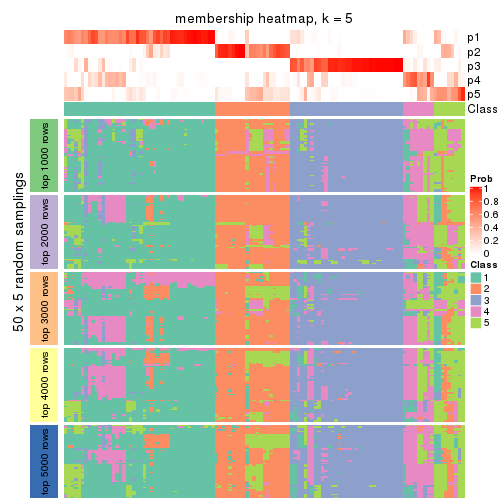 membership heatmap, k = 5
p1
p2
p3
p4
p5
Class
50 x 5 random samplings
top 1000 rows
top 2000 rows
top 3000 rows
top 4000 rows
top 5000 rows
Prob
1
0.8
0.6
0.4
0.2
0
Class
1
2
3
4
5